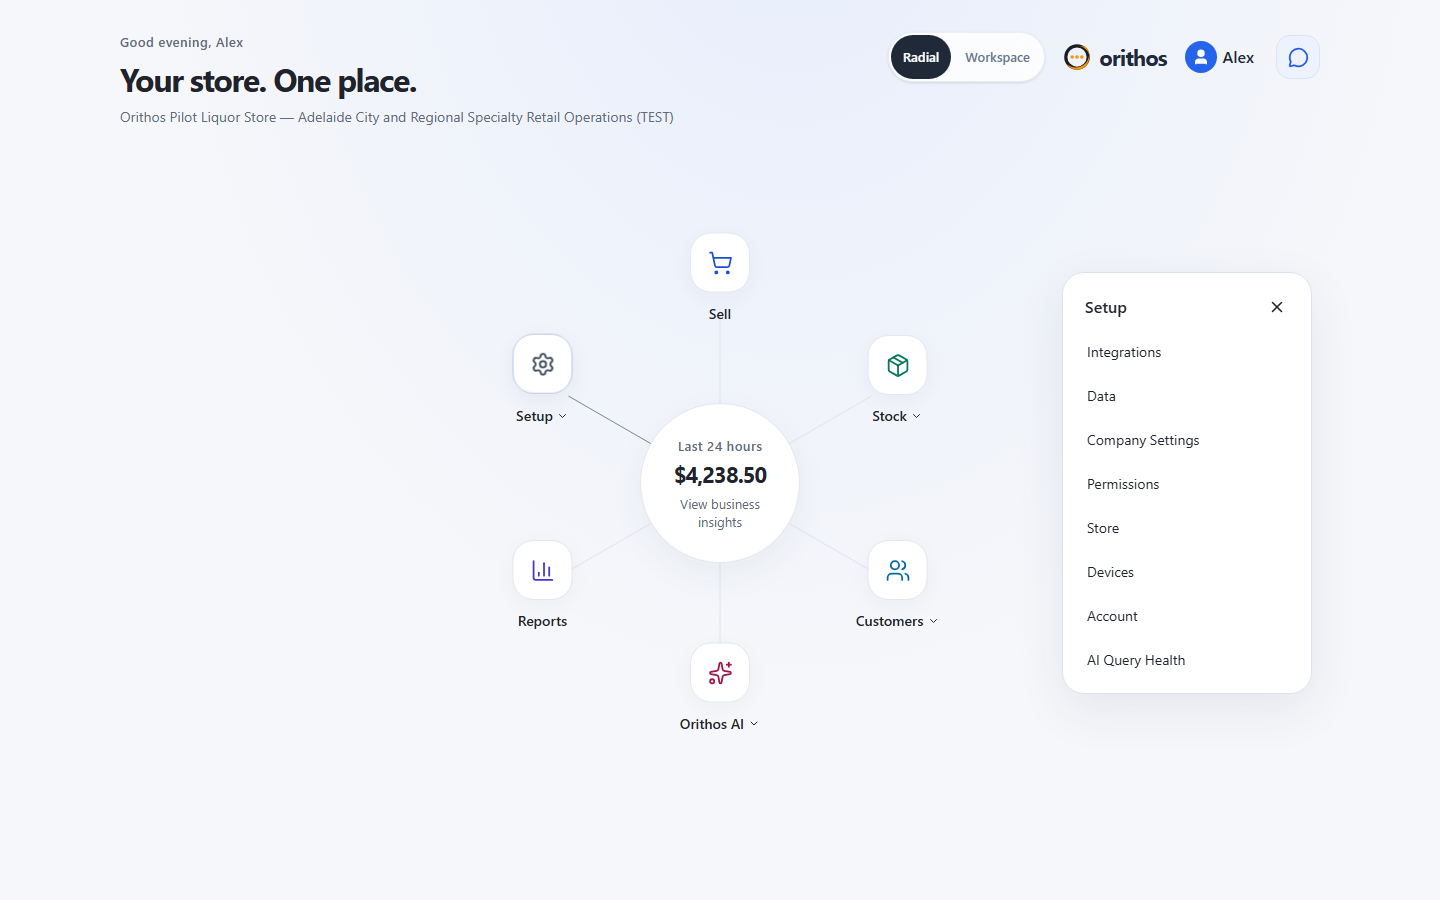 Good evening, Alex
Your store. One place.
Orithos Pilot Liquor Store — Adelaide City and Regional Specialty Retail Operations (TEST)
Radial
Workspace
orithos
Alex
Sell
Setup
Stock
Last 24 hours
$4,238.50
View business
insights
Reports
Customers
Orithos AI
Setup
Integrations
Data
Company Settings
Permissions
Store
Devices
Account
AI Query Health